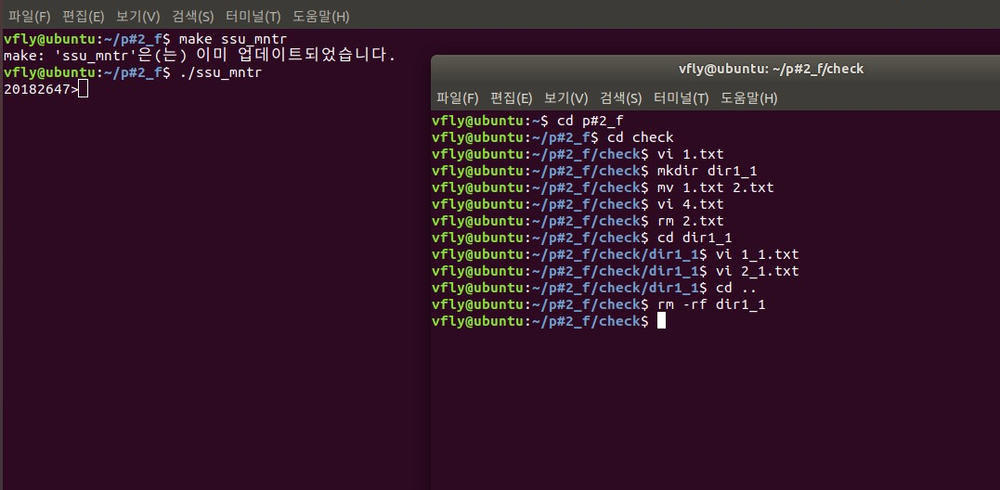 파일(F) 편집(E) 보기(V) 검색(S) 터미널(T) 도움말(H)
vfly@ubuntu:~/p#2_f$ make ssu_mntr
make: 'ssu_mntr'은(는) 이미 업데이트되었습니다.
vfly@ubuntu:~/p#2_f$ ./ssu_mntr
20182647>
vfly@ubuntu: ~/p#2_f/check
파일(F) 편집(E) 보기(V) 검색(S) 터미널(T) 도움말(H)
vfly@ubuntu:~$ cd p#2_f
vfly@ubuntu:~/p#2_f$ cd check
vfly@ubuntu:~/p#2_f/check$ vi 1.txt
vfly@ubuntu:~/p#2_f/check$ mkdir dir1_1
vfly@ubuntu:~/p#2_f/check$ mv 1.txt 2.txt
vfly@ubuntu:~/p#2_f/check$ vi 4.txt
vfly@ubuntu:~/p#2_f/check$ rm 2.txt
vfly@ubuntu:~/p#2_f/check$ cd dir1_1
vfly@ubuntu:~/p#2_f/check/dir1_1$ vi 1_1.txt
vfly@ubuntu:~/p#2_f/check/dir1_1$ vi 2_1.txt
vfly@ubuntu:~/p#2_f/check/dir1_1$ cd ..
vfly@ubuntu:~/p#2_f/check$ rm -rf dir1_1
vfly@ubuntu:~/p#2_f/check$